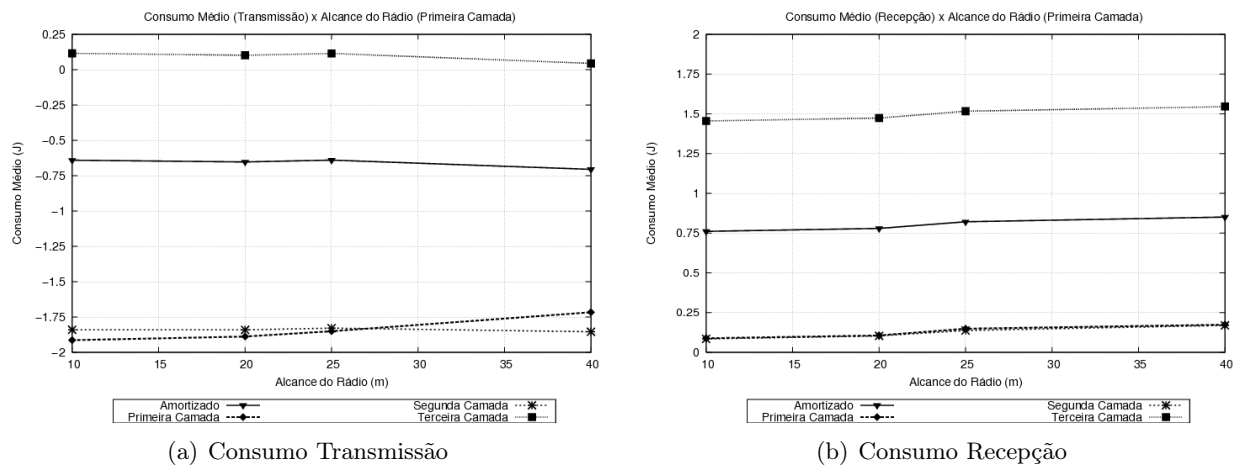 Consumo Médio (Transmissão) x Alcance do Rádio (Primeira Camada)
0.25
0
−0.25
−0.5
−0.75
−1
−1.25
−1.5
−1.75
−2
10 15 20 25 30 35 40
Consumo Médio (J)
Alcance do Rádio (m)
Amortizado Segunda Camada
Primeira Camada Terceira Camada
(a) Consumo Transmissão
Consumo Médio (Recepção) x Alcance do Rádio (Primeira Camada)
2
1.75
1.5
1.25
1
0.75
0.5
0.25
0
10 15 20 25 30 35 40
Consumo Médio (J)
Alcance do Rádio (m)
Amortizado Segunda Camada
Primeira Camada Terceira Camada
(b) Consumo Recepção